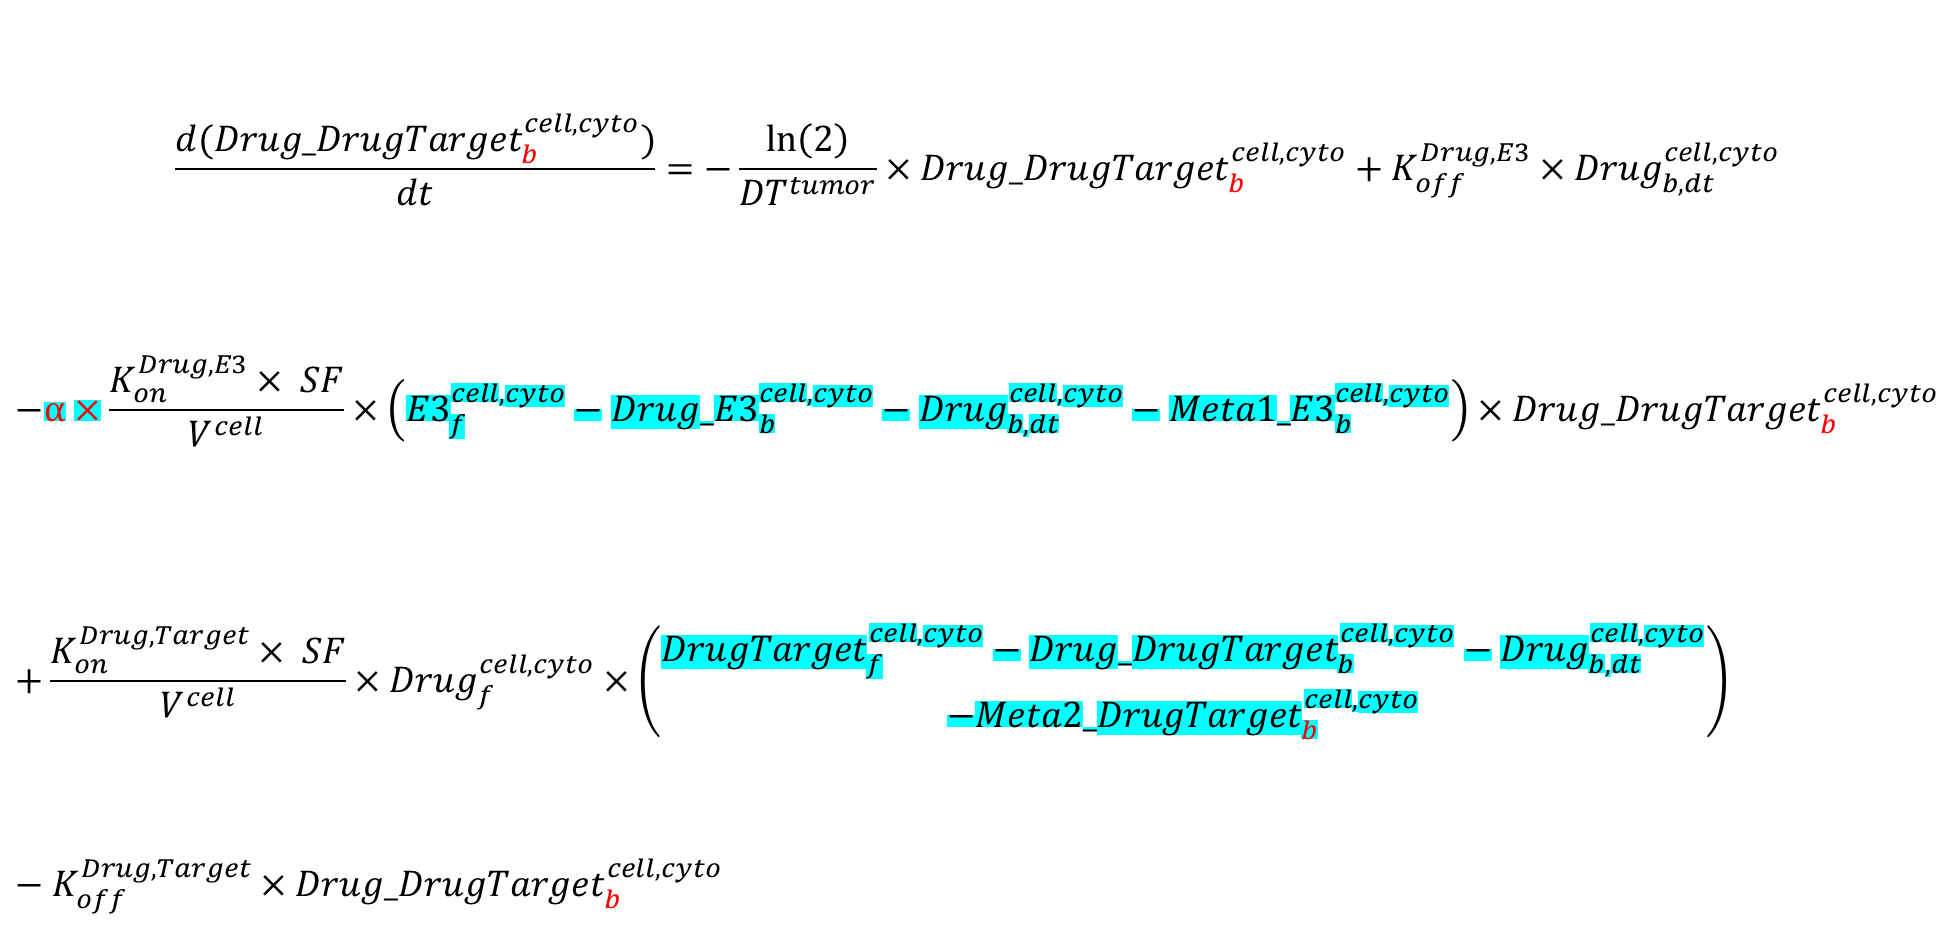 d(Drug_DrugTarget_b^{cell,cyto})/dt = − ln(2)/DT^{tumor} × Drug_DrugTarget_b^{cell,cyto} + K_{off}^{Drug,E3} × Drug_{b,dt}^{cell,cyto}
−α × (K_{on}^{Drug,E3} × SF)/V^{cell} × (E3_f^{cell,cyto} − Drug_E3_b^{cell,cyto} − Drug_{b,dt}^{cell,cyto} − Meta1_E3_b^{cell,cyto}) × Drug_DrugTarget_b^{cell,cyto}
+ (K_{on}^{Drug,Target} × SF)/V^{cell} × Drug_f^{cell,cyto} × (DrugTarget_f^{cell,cyto} − Drug_DrugTarget_b^{cell,cyto} − Drug_{b,dt}^{cell,cyto}
−Meta2_DrugTarget_b^{cell,cyto})
− K_{off}^{Drug,Target} × Drug_DrugTarget_b^{cell,cyto}